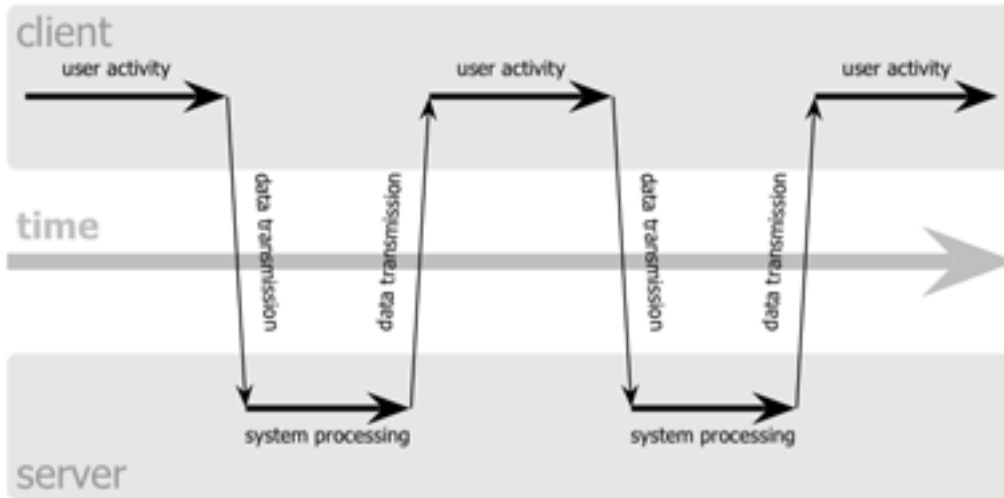 client
user activity
user activity
user activity
data transmission
data transmission
data transmission
data transmission
time
system processing
system processing
server